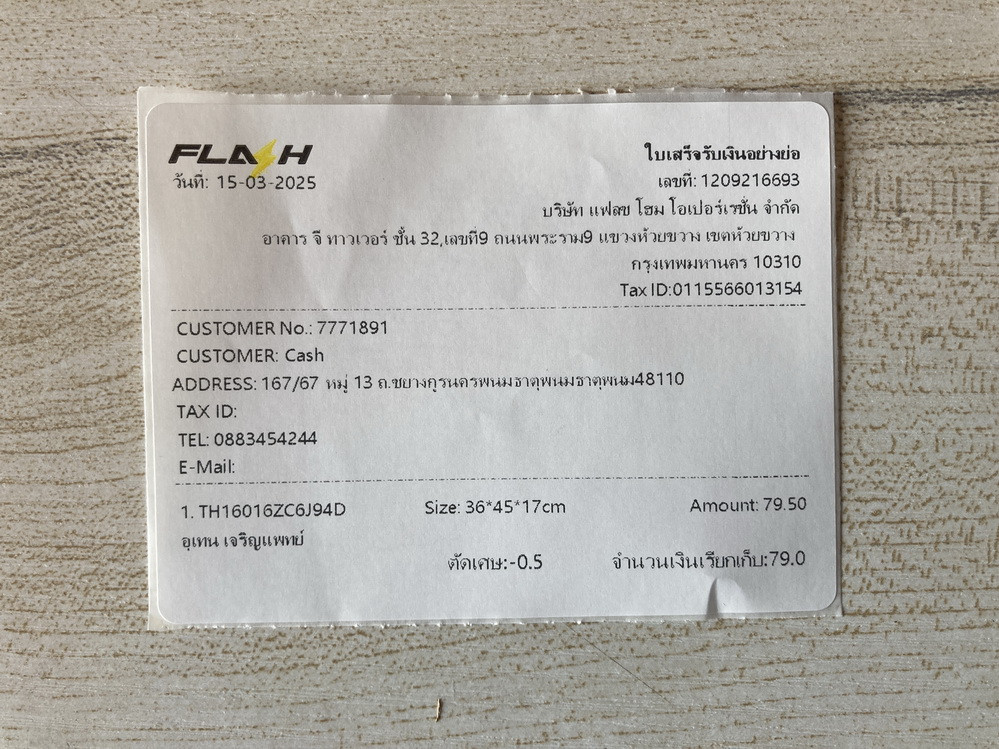 FLASH
ใบเสร็จรับเงินอย่างย่อ
วันที่: 15-03-2025
เลขที่: 1209216693
บริษัท แฟลช โฮม โอเปอร์เรชั่น จำกัด
อาคาร จี ทาวเวอร์ ชั้น 32,เลขที่9 ถนนพระราม9 แขวงห้วยขวาง เขตห้วยขวาง
กรุงเทพมหานคร 10310
Tax ID:0115566013154
CUSTOMER No.: 7771891
CUSTOMER: Cash
ADDRESS: 167/67 หมู่ 13 ถ.ชยางกูรนครพนมธาตุพนมธาตุพนม48110
TAX ID:
TEL: 0883454244
E-Mail:
1. TH16016ZC6J94D Size: 36*45*17cm Amount: 79.50
อุเทน เจริญแพทย์
ตัดเศษ:-0.5 จำนวนเงินเรียกเก็บ:79.0